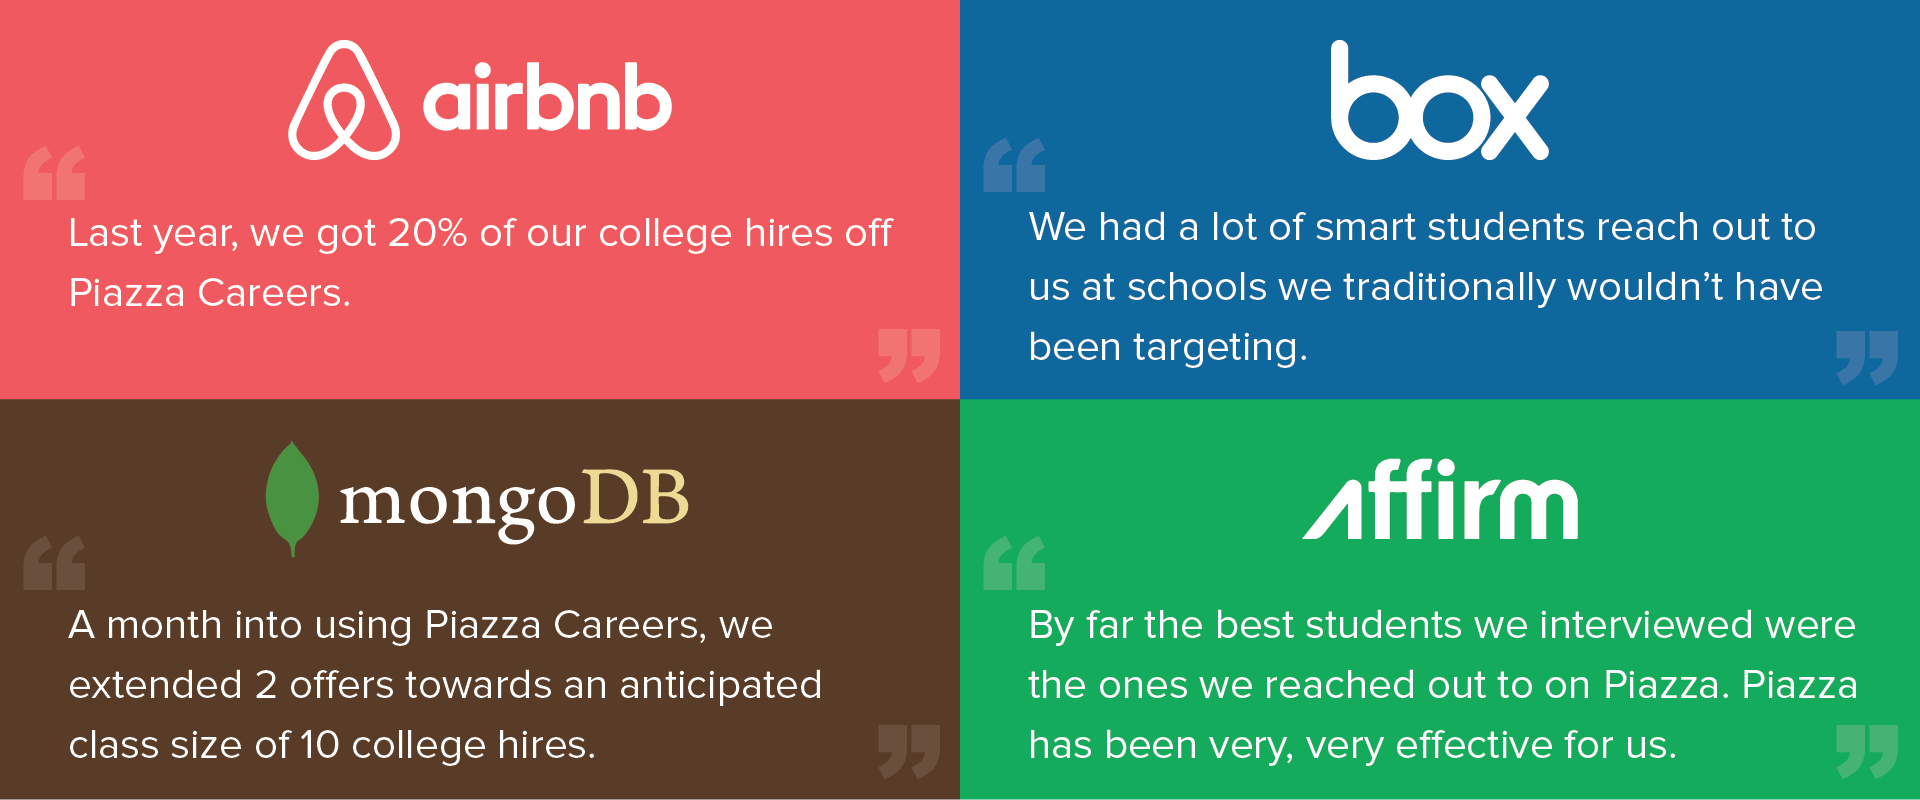 airbnb
“
Last year, we got 20% of our college hires off
Piazza Careers.
”
box
“
We had a lot of smart students reach out to
us at schools we traditionally wouldn’t have
been targeting.
”
mongoDB
“
A month into using Piazza Careers, we
extended 2 offers towards an anticipated
class size of 10 college hires.
”
affirm
“
By far the best students we interviewed were
the ones we reached out to on Piazza. Piazza
has been very, very effective for us.
”